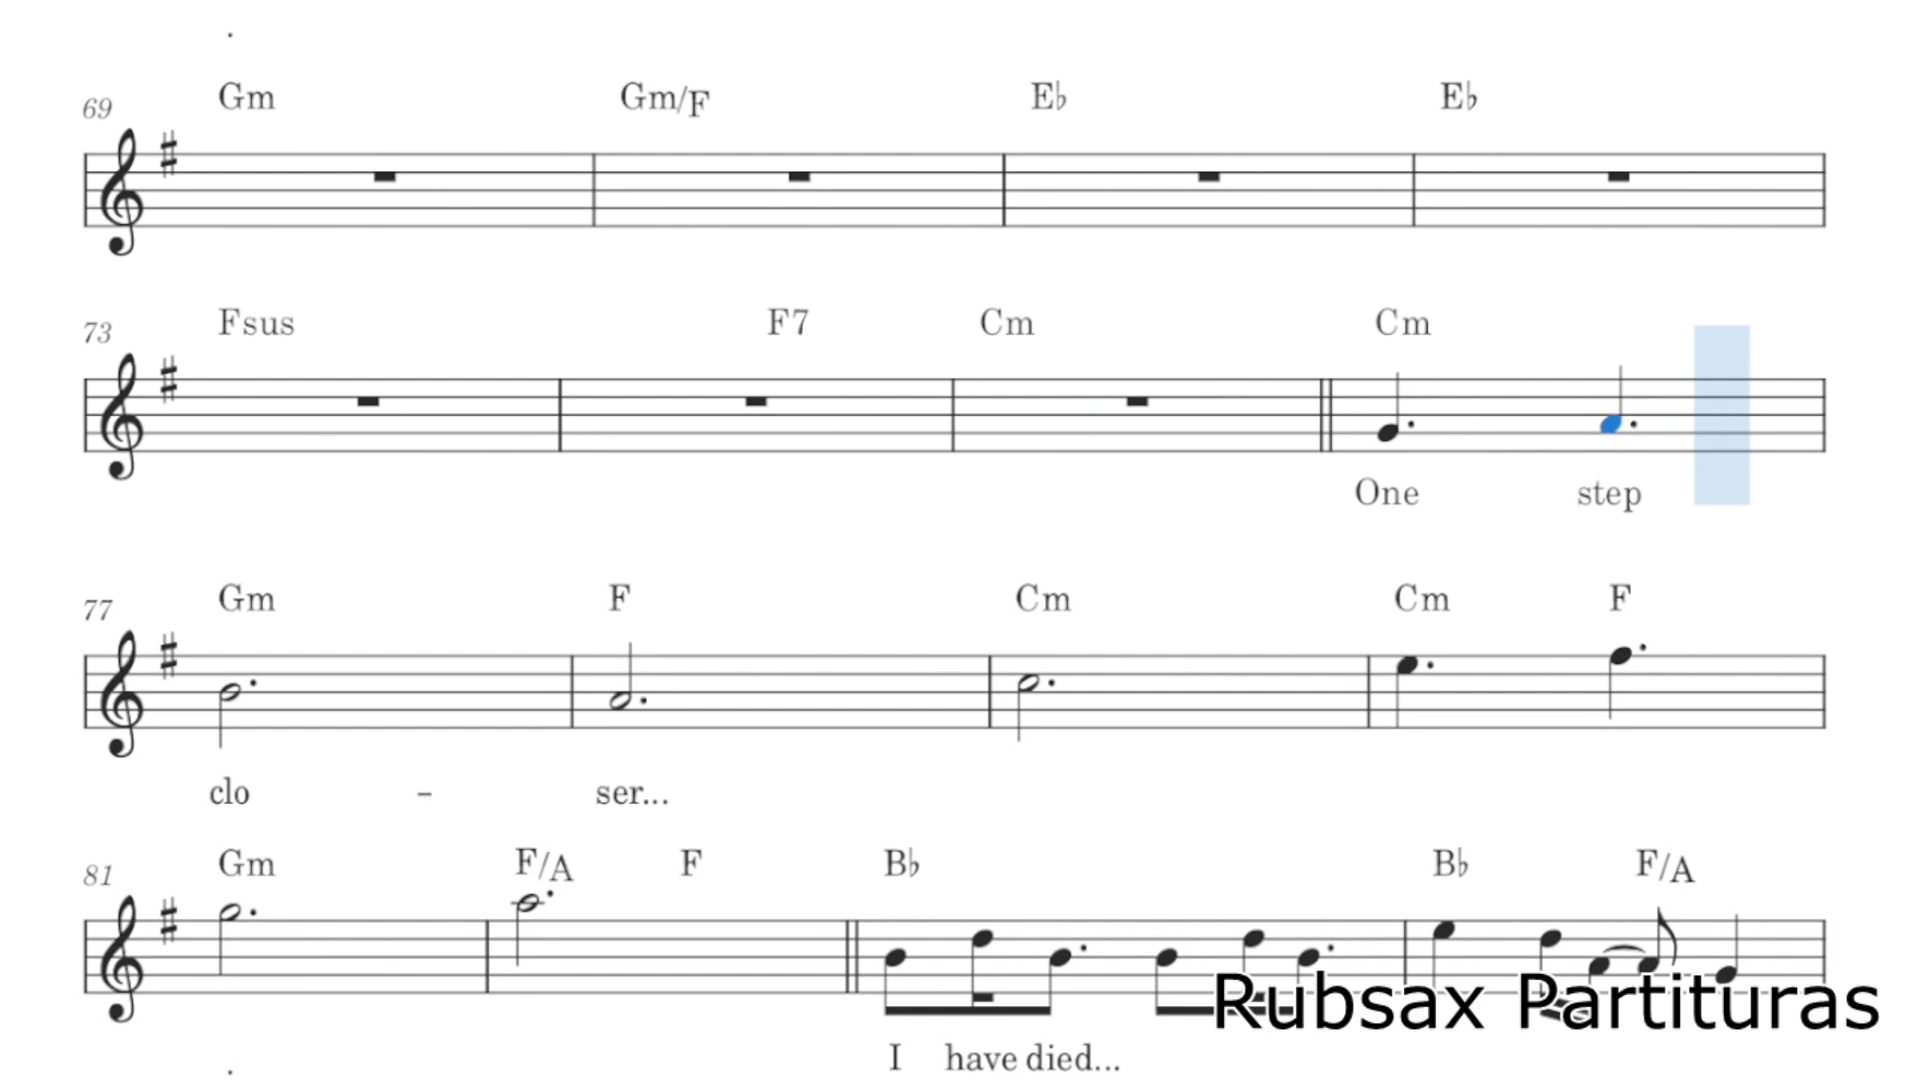 69 Gm Gm/F E♭ E♭
73 Fsus F7 Cm Cm
One step
77 Gm F Cm Cm F
clo - ser...
81 Gm F/A F B♭ B♭ F/A
Rubsax Partituras
I have died...